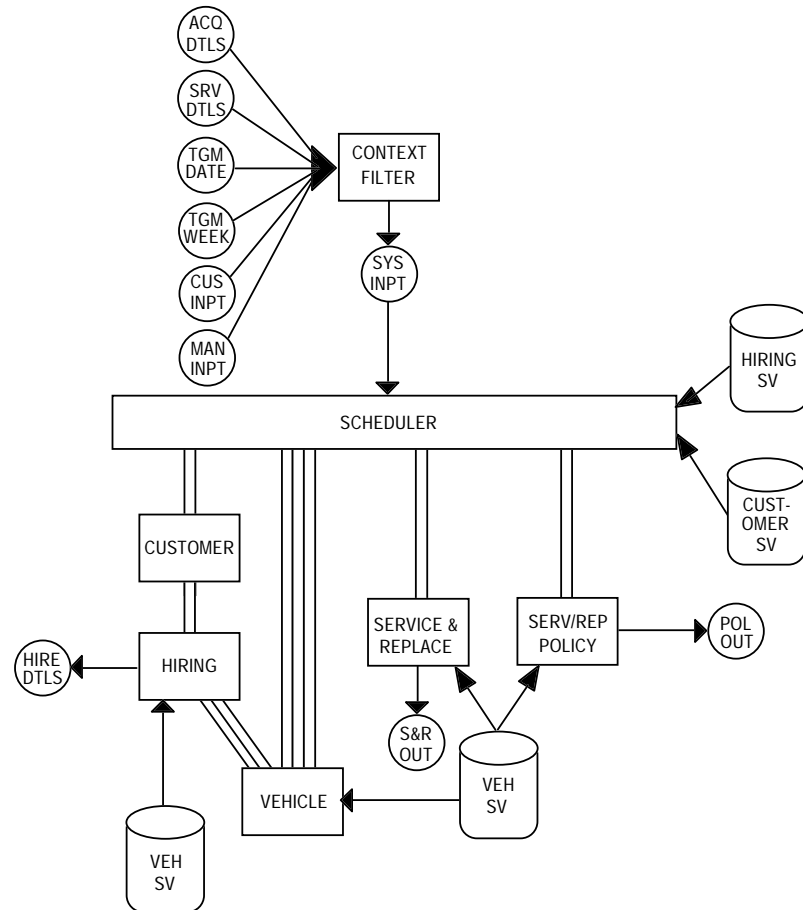 ACQ
DTLS
SRV
DTLS
TGM
DATE
TGM
WEEK
CUS
INPT
MAN
INPT
CONTEXT
FILTER
SYS
INPT
HIRING
SV
SCHEDULER
CUST-
OMER
SV
CUSTOMER
SERVICE &
REPLACE
SERV/REP
POLICY
POL
OUT
HIRE
DTLS
HIRING
S&R
OUT
VEHICLE
VEH
SV
VEH
SV